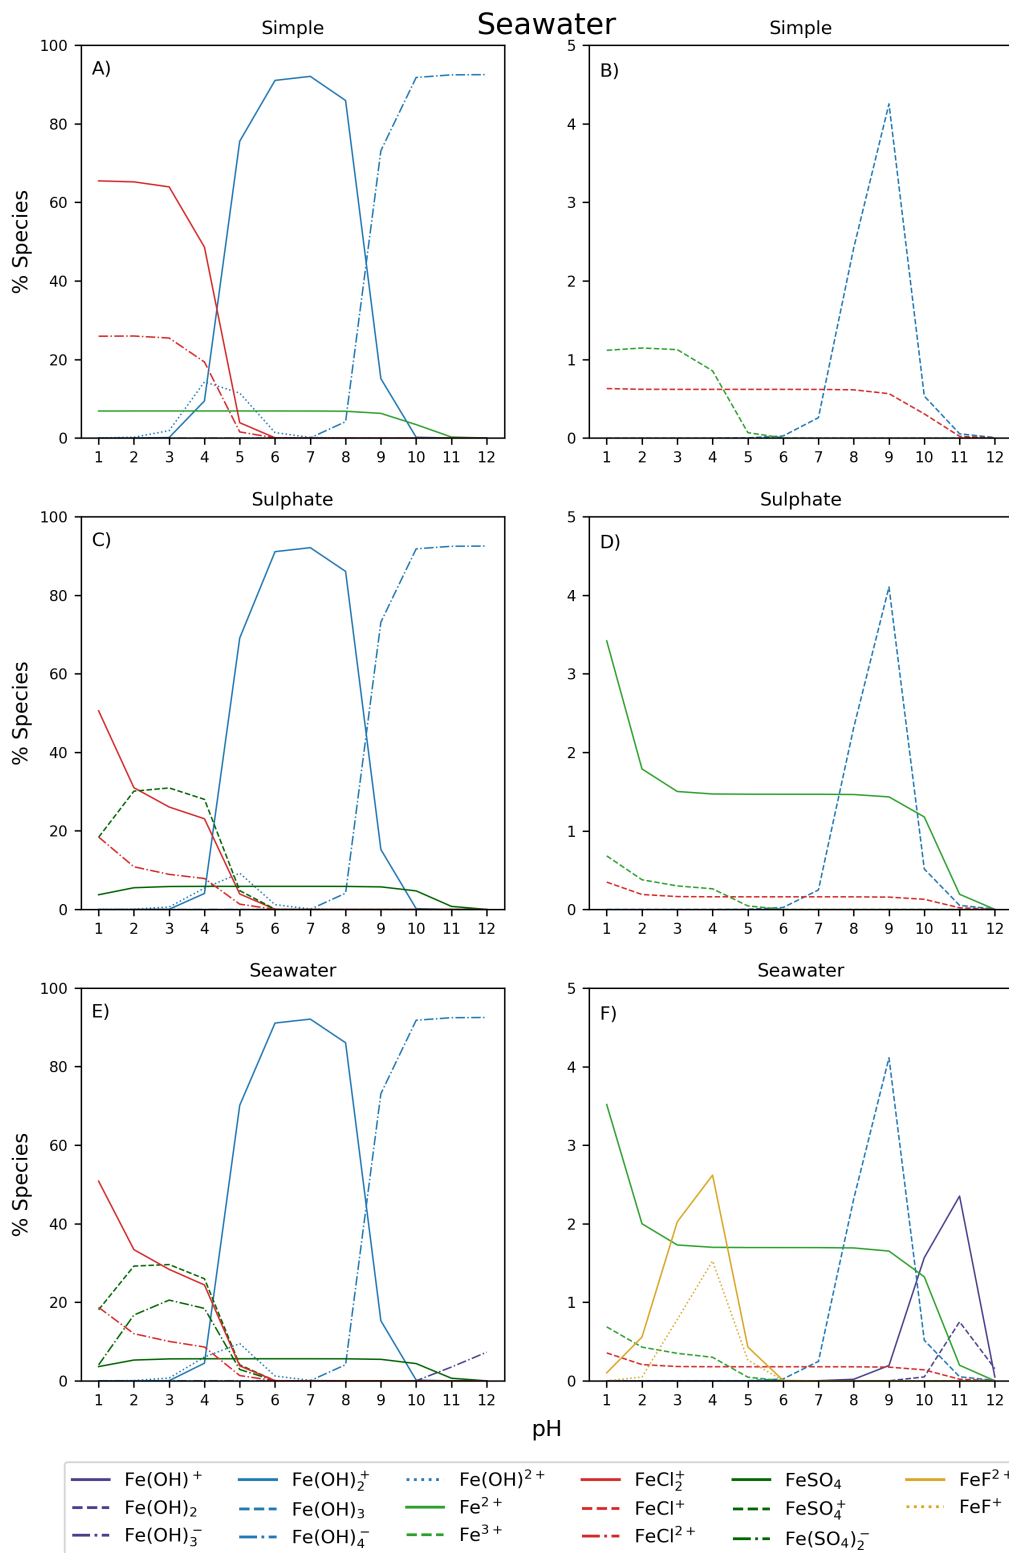 Seawater
Simple
Simple
A)
B)
% Species
100
80
60
40
20
0
1 2 3 4 5 6 7 8 9 10 11 12
5
4
3
2
1
0
1 2 3 4 5 6 7 8 9 10 11 12
Sulphate
Sulphate
C)
D)
% Species
100
80
60
40
20
0
1 2 3 4 5 6 7 8 9 10 11 12
5
4
3
2
1
0
1 2 3 4 5 6 7 8 9 10 11 12
Seawater
Seawater
E)
F)
% Species
100
80
60
40
20
0
1 2 3 4 5 6 7 8 9 10 11 12
5
4
3
2
1
0
1 2 3 4 5 6 7 8 9 10 11 12
pH
Fe(OH)⁺ Fe(OH)₂⁺ Fe(OH)²⁺ FeCl₂⁺ FeSO₄ FeF²⁺
Fe(OH)₂ Fe(OH)₃ Fe²⁺ FeCl⁺ FeSO₄⁺ FeF⁺
Fe(OH)₃⁻ Fe(OH)₄⁻ Fe³⁺ FeCl²⁺ Fe(SO₄)₂⁻